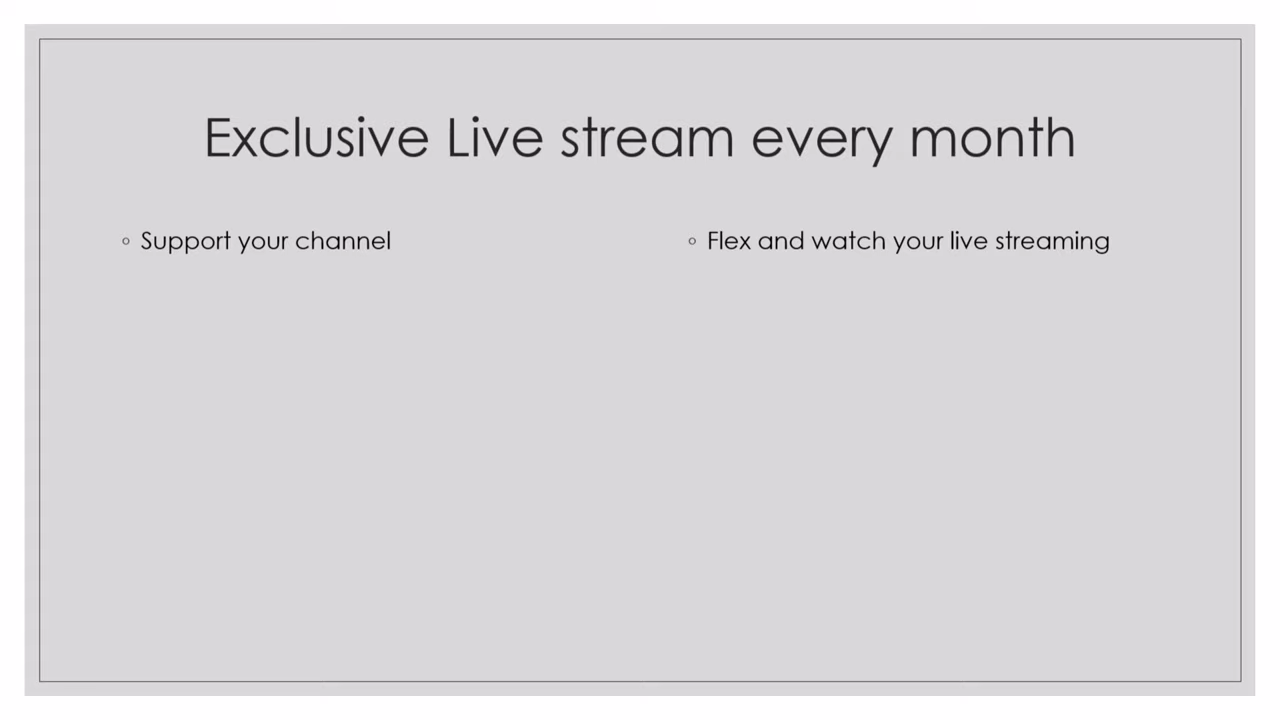 Exclusive Live stream every month
Support your channel
Flex and watch your live streaming